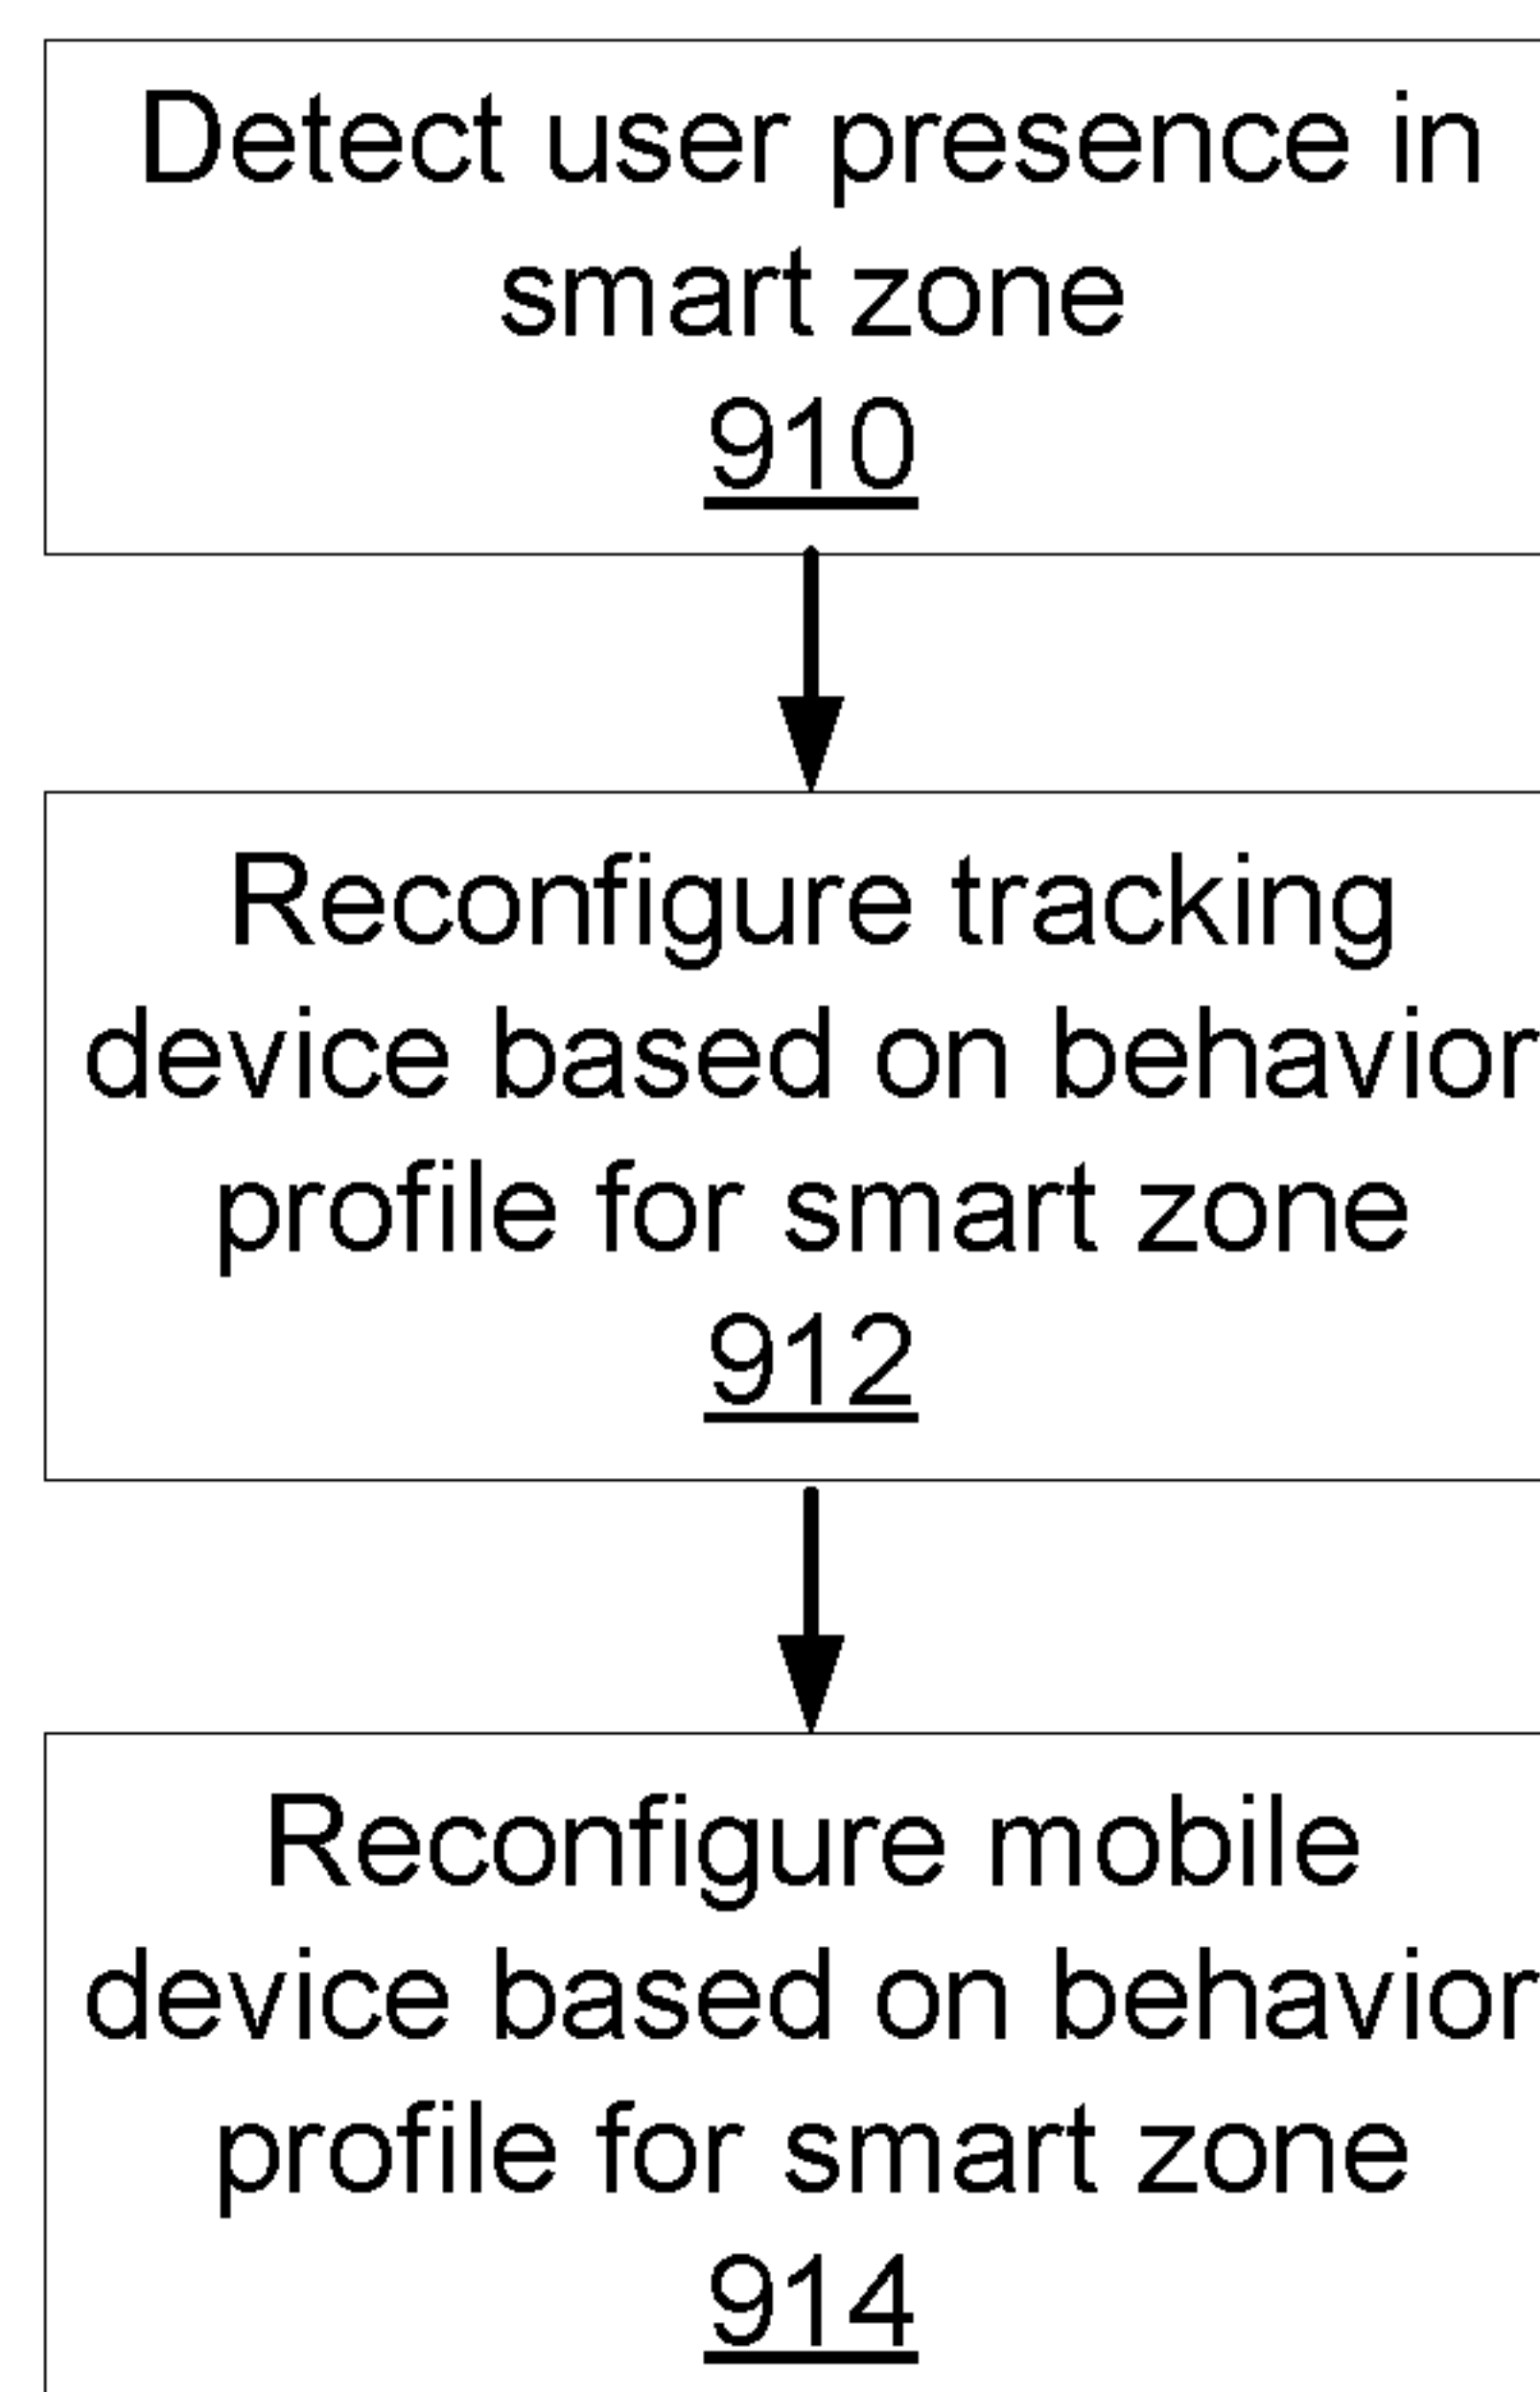 Detect user presence in
smart zone
910
Reconfigure tracking
device based on behavior
profile for smart zone
912
Reconfigure mobile
device based on behavior
profile for smart zone
914